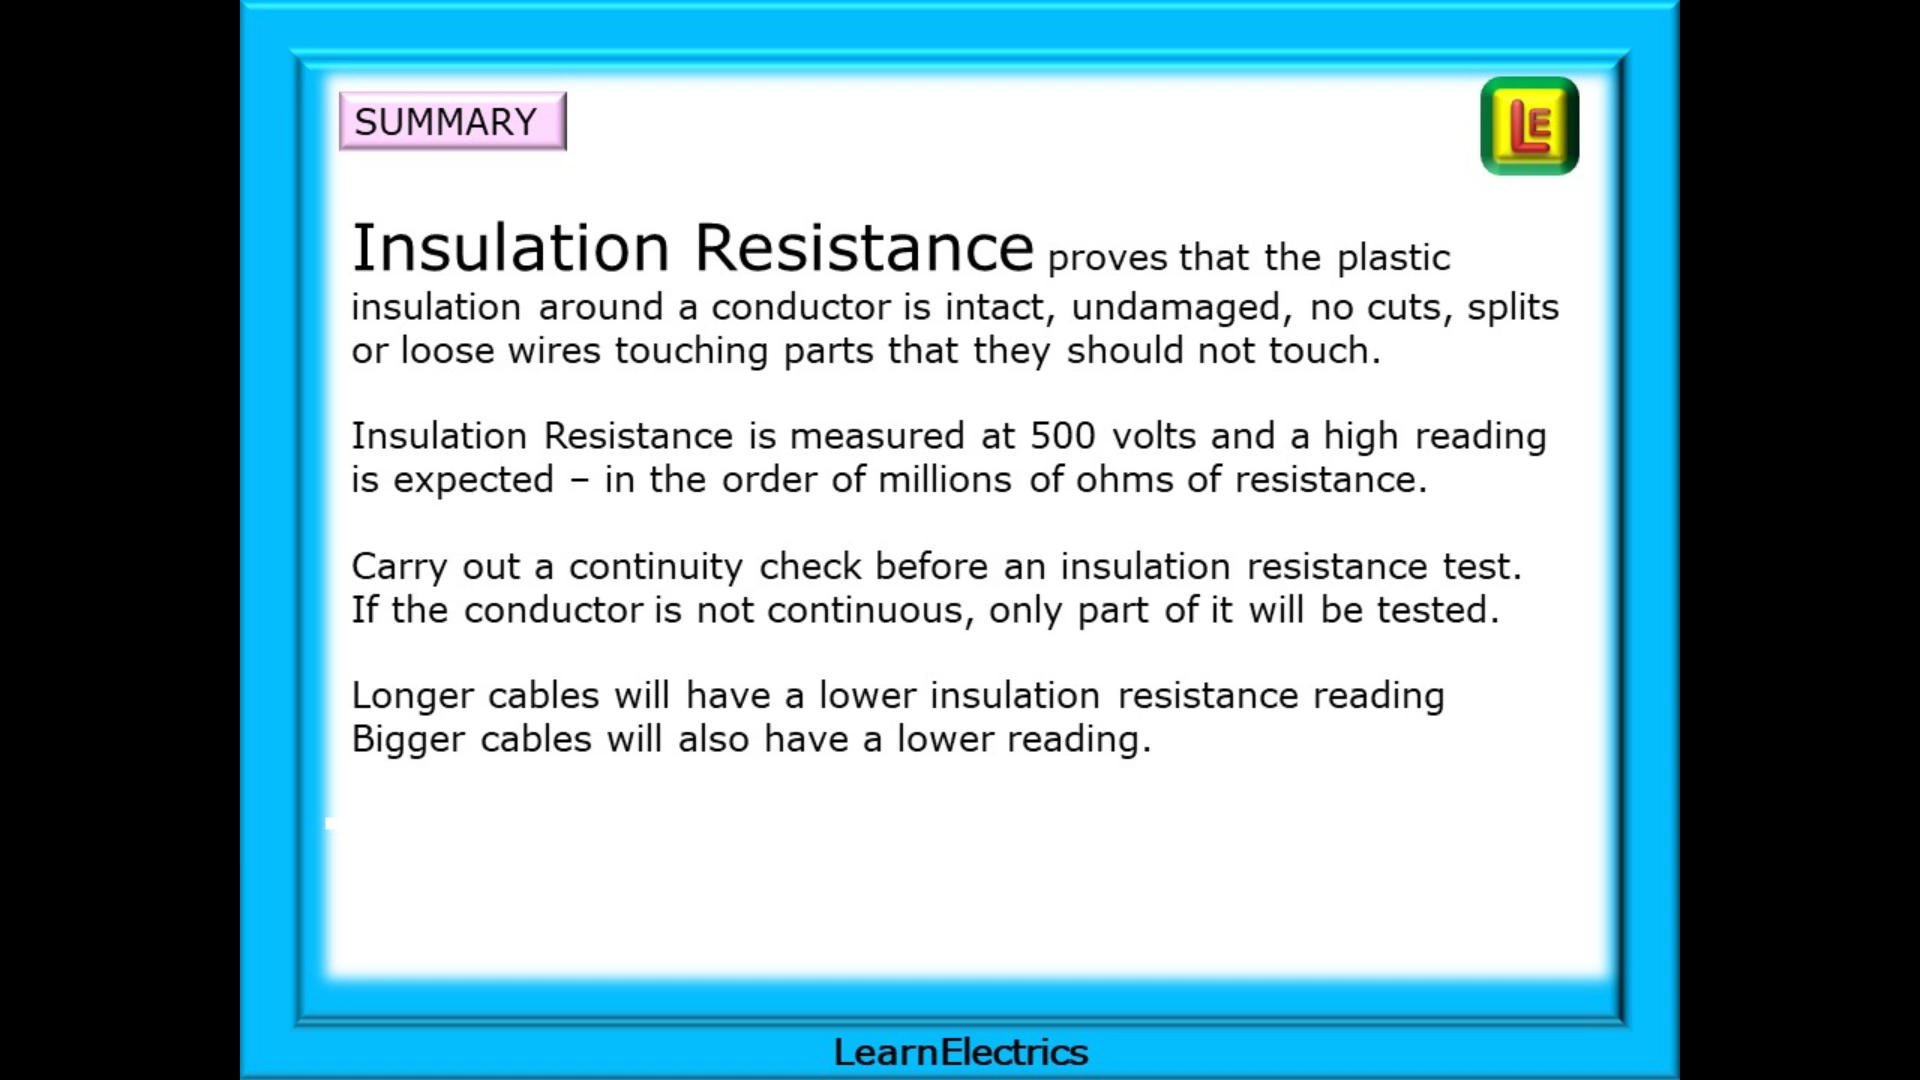 SUMMARY
LE
Insulation Resistance proves that the plastic
insulation around a conductor is intact, undamaged, no cuts, splits
or loose wires touching parts that they should not touch.
Insulation Resistance is measured at 500 volts and a high reading
is expected – in the order of millions of ohms of resistance.
Carry out a continuity check before an insulation resistance test.
If the conductor is not continuous, only part of it will be tested.
Longer cables will have a lower insulation resistance reading
Bigger cables will also have a lower reading.
LearnElectrics